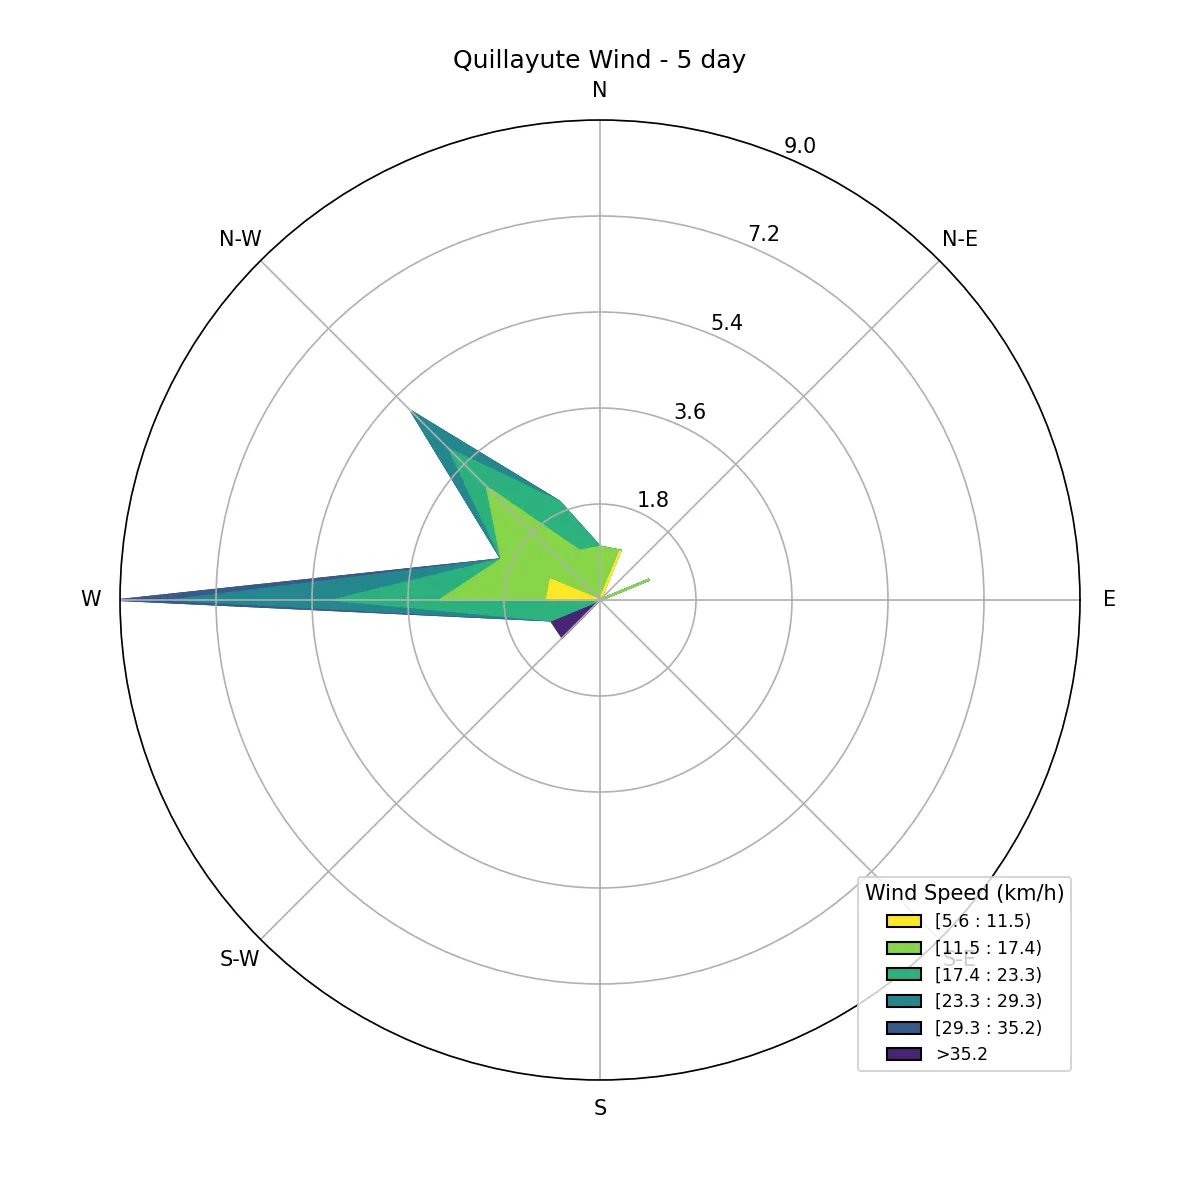 Quillayute Wind - 5 day
N
9.0
N-W
7.2
N-E
5.4
3.6
1.8
W
E
Wind Speed (km/h)
[5.6 : 11.5)
[11.5 : 17.4)
S-W
S-E
[17.4 : 23.3)
[23.3 : 29.3)
[29.3 : 35.2)
>35.2
S